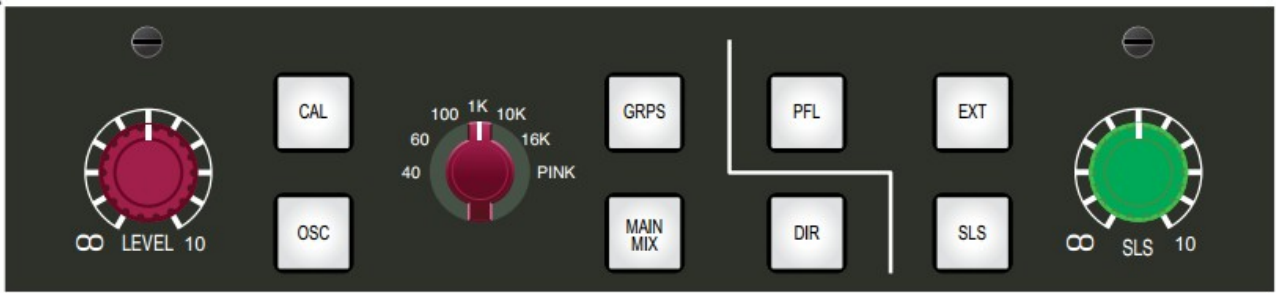 CAL
GRPS
PFL
EXT
40
60
100
1K
10K
16K
PINK
∞ LEVEL 10
OSC
MAIN
MIX
DIR
SLS
∞ SLS 10